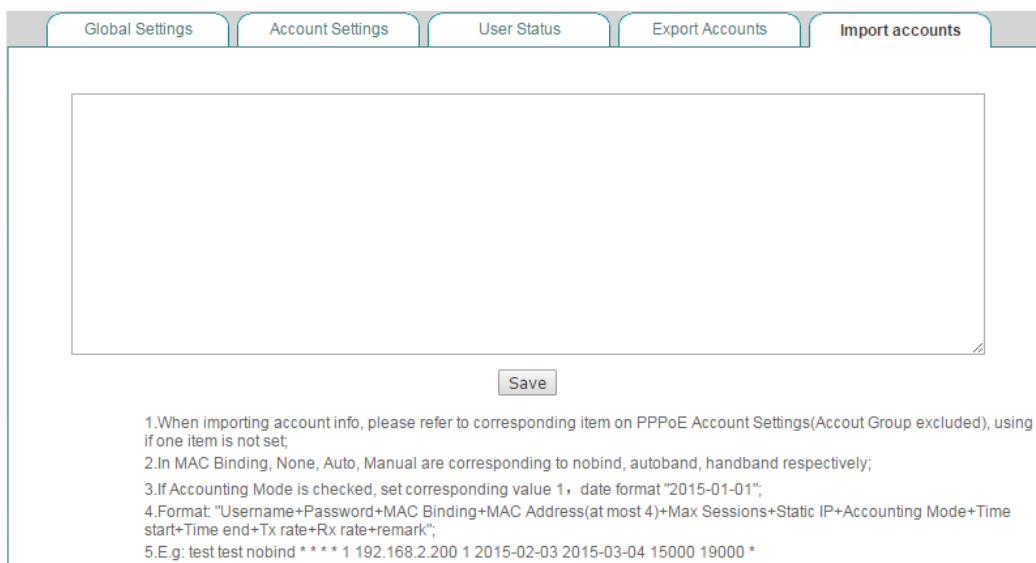 Global Settings
Account Settings
User Status
Export Accounts
Import accounts
Save
1.When importing account info, please refer to corresponding item on PPPoE Account Settings(Accout Group excluded), using
if one item is not set;
2.In MAC Binding, None, Auto, Manual are corresponding to nobind, autoband, handband respectively;
3.If Accounting Mode is checked, set corresponding value 1，date format "2015-01-01";
4.Format: "Username+Password+MAC Binding+MAC Address(at most 4)+Max Sessions+Static IP+Accounting Mode+Time
start+Time end+Tx rate+Rx rate+remark";
5.E.g: test test nobind * * * * 1 192.168.2.200 1 2015-02-03 2015-03-04 15000 19000 *